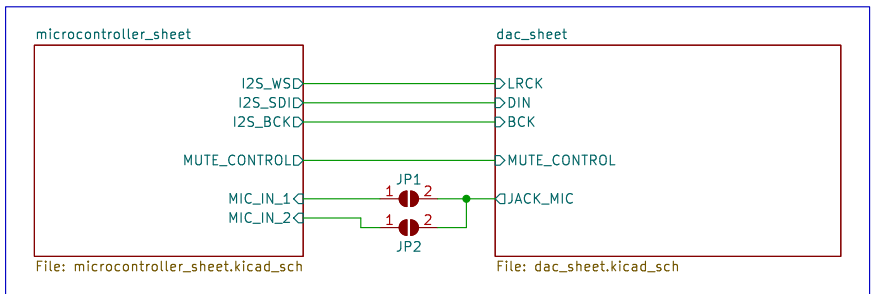 microcontroller_sheet
dac_sheet
I2S_WS
LRCK
I2S_SDI
DIN
I2S_BCK
BCK
MUTE_CONTROL
MUTE_CONTROL
JP1
MIC_IN_1
1
2
JACK_MIC
MIC_IN_2
1
2
JP2
File: microcontroller_sheet.kicad_sch
File: dac_sheet.kicad_sch